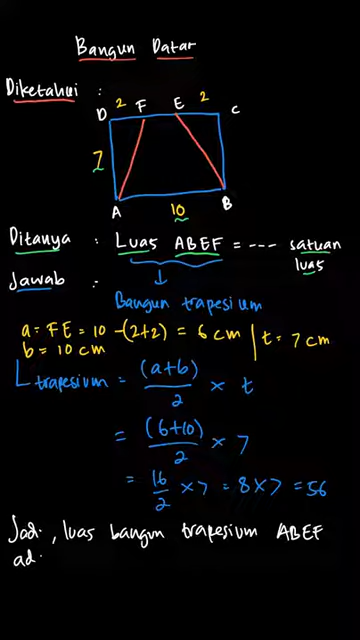 Bangun Datar
Diketahui :
D 2 F E 2 C
7
A 10 B
Ditanya : Luas ABEF = --- satuan
luas
Jawab :
Bangun trapesium
a = FE = 10 - (2+2) = 6 cm | t = 7 cm
b = 10 cm
L trapesium = (a+b)/2 × t
= (6+10)/2 × 7
= 16/2 × 7 = 8 × 7 = 56
Jadi, luas bangun trapesium ABEF
ad